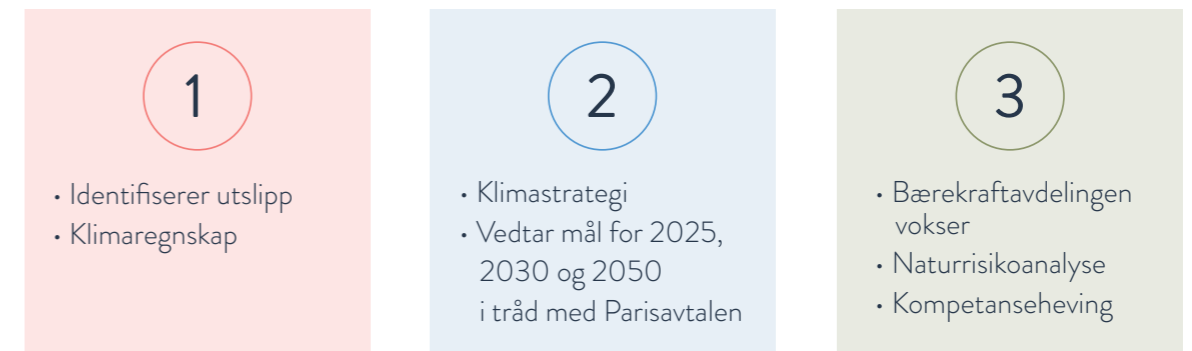 1
• Identifiserer utslipp
• Klimaregnskap
2
• Klimastrategi
• Vedtar mål for 2025,
2030 og 2050
i tråd med Parisavtalen
3
• Bærekraftavdelingen
vokser
• Naturrisikoanalyse
• Kompetanseheving